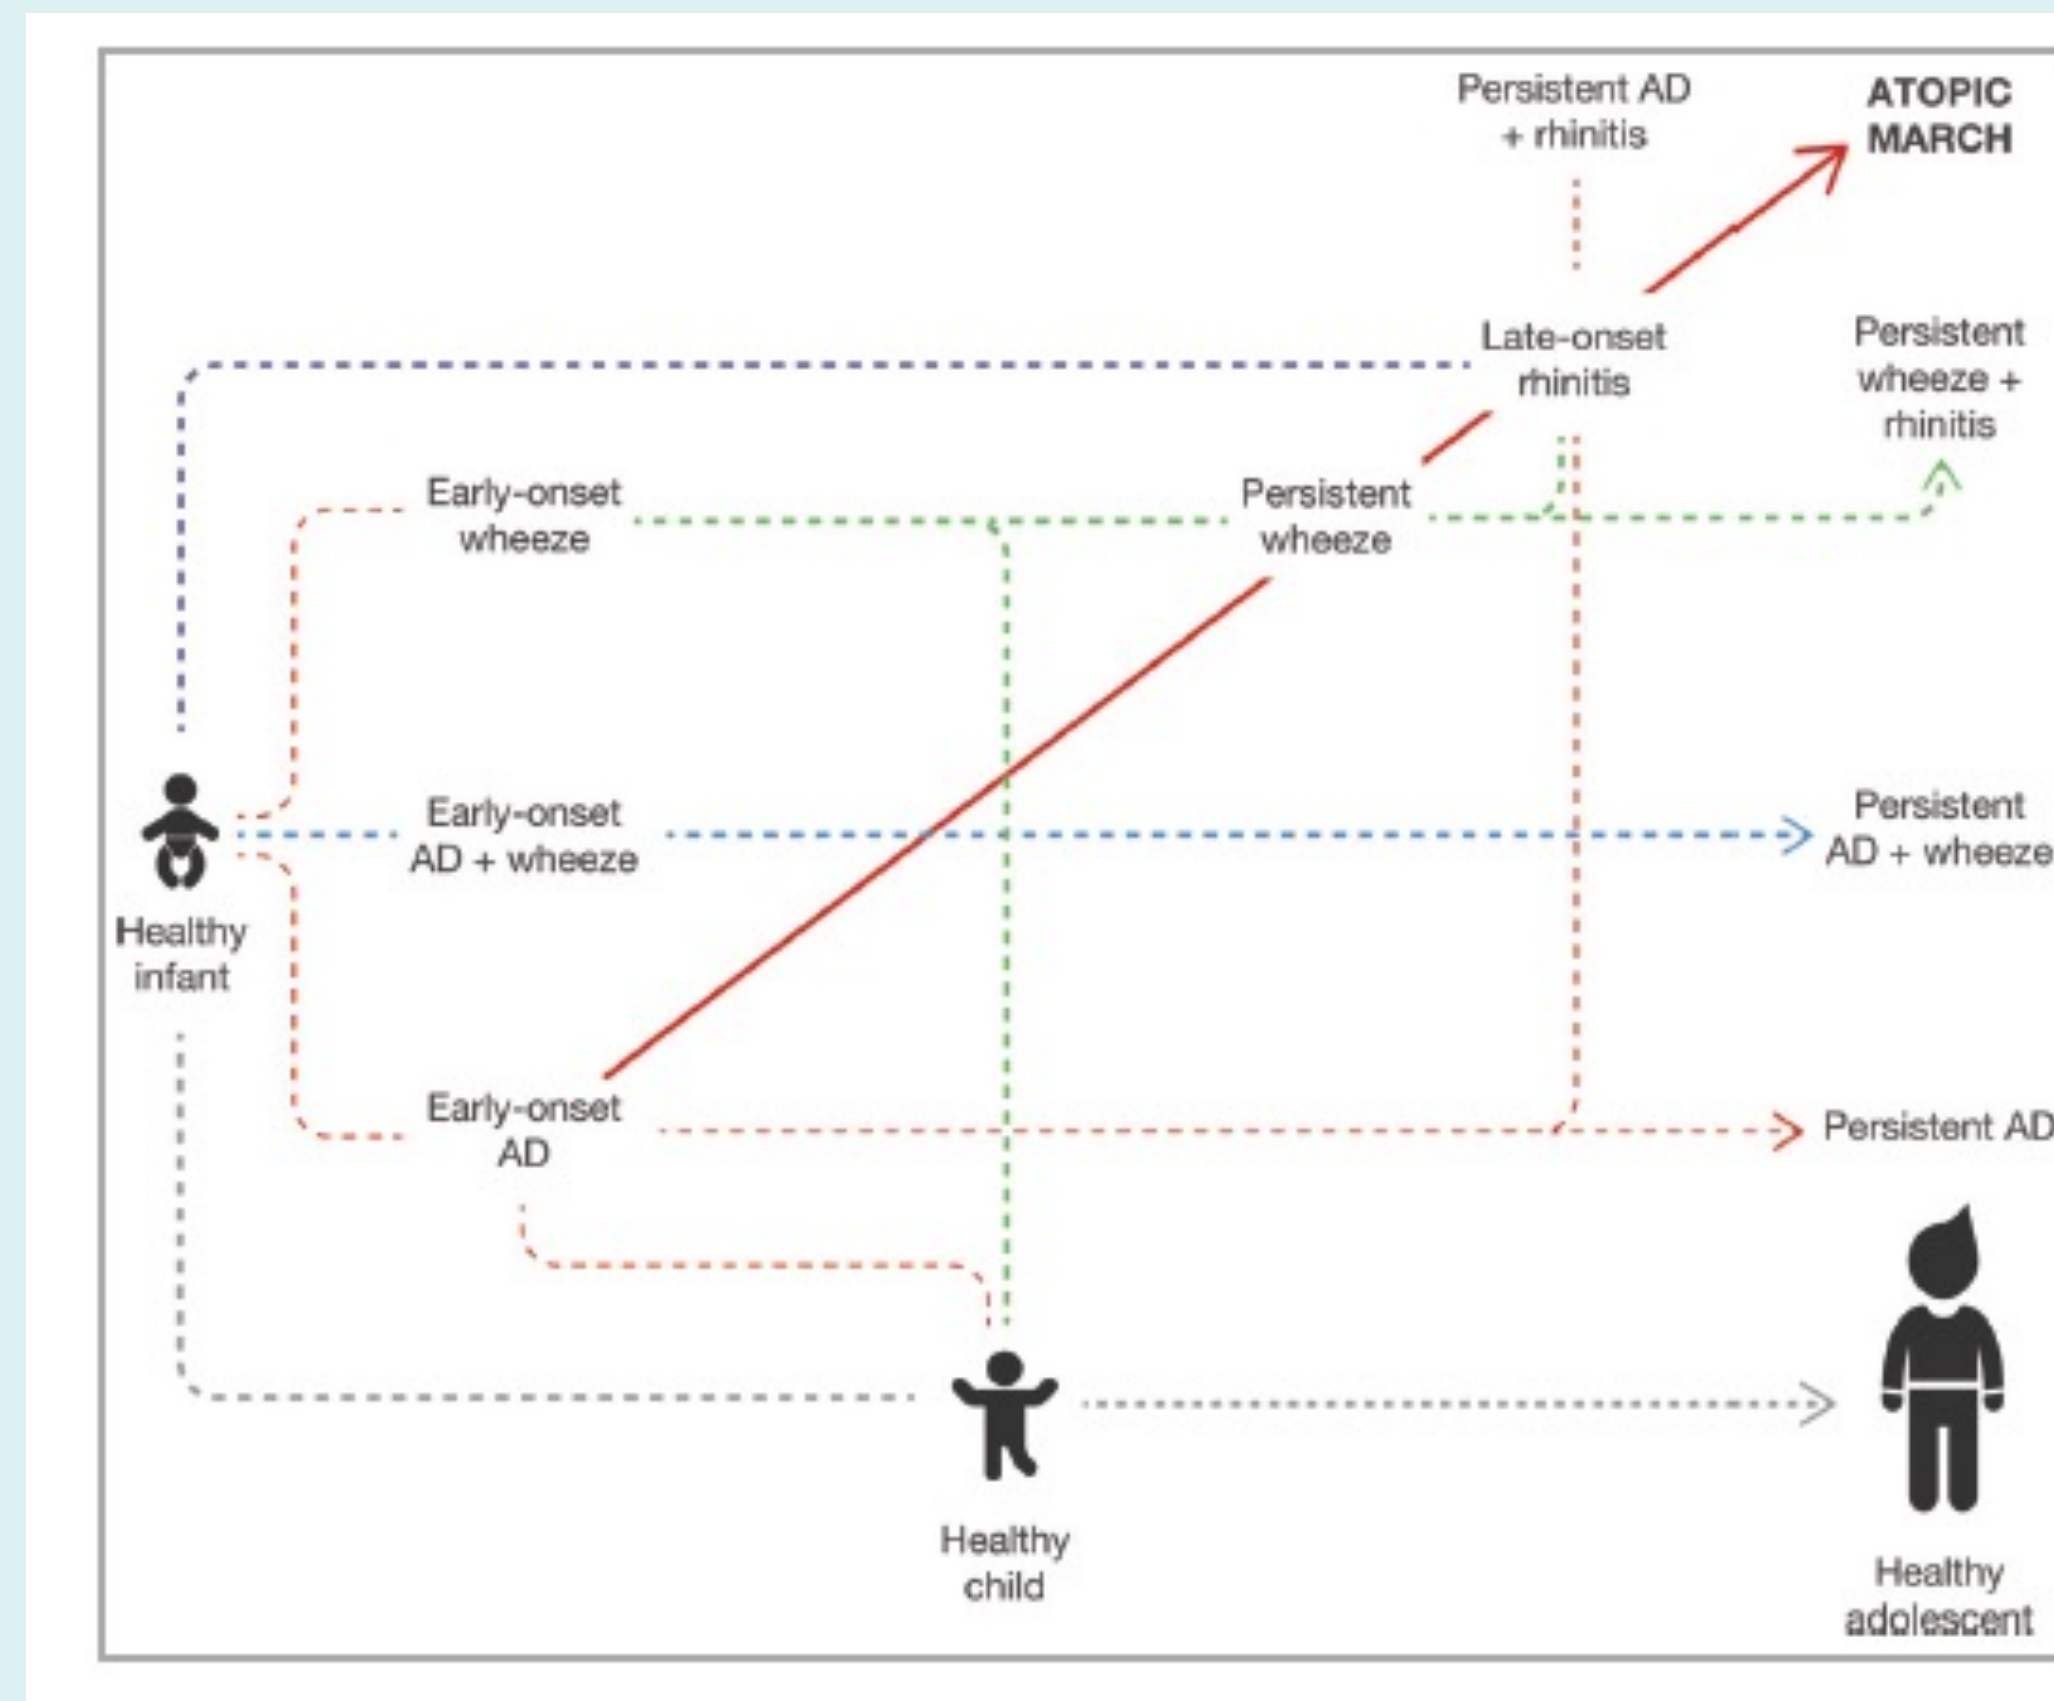 Persistent AD
+ rhinitis
ATOPIC
MARCH
Late-onset
rhinitis
Persistent
wheeze +
rhinitis
Early-onset
wheeze
Persistent
wheeze
Early-onset
AD + wheeze
Persistent
AD + wheeze
Healthy
infant
Early-onset
AD
Persistent AD
Healthy
child
Healthy
adolescent